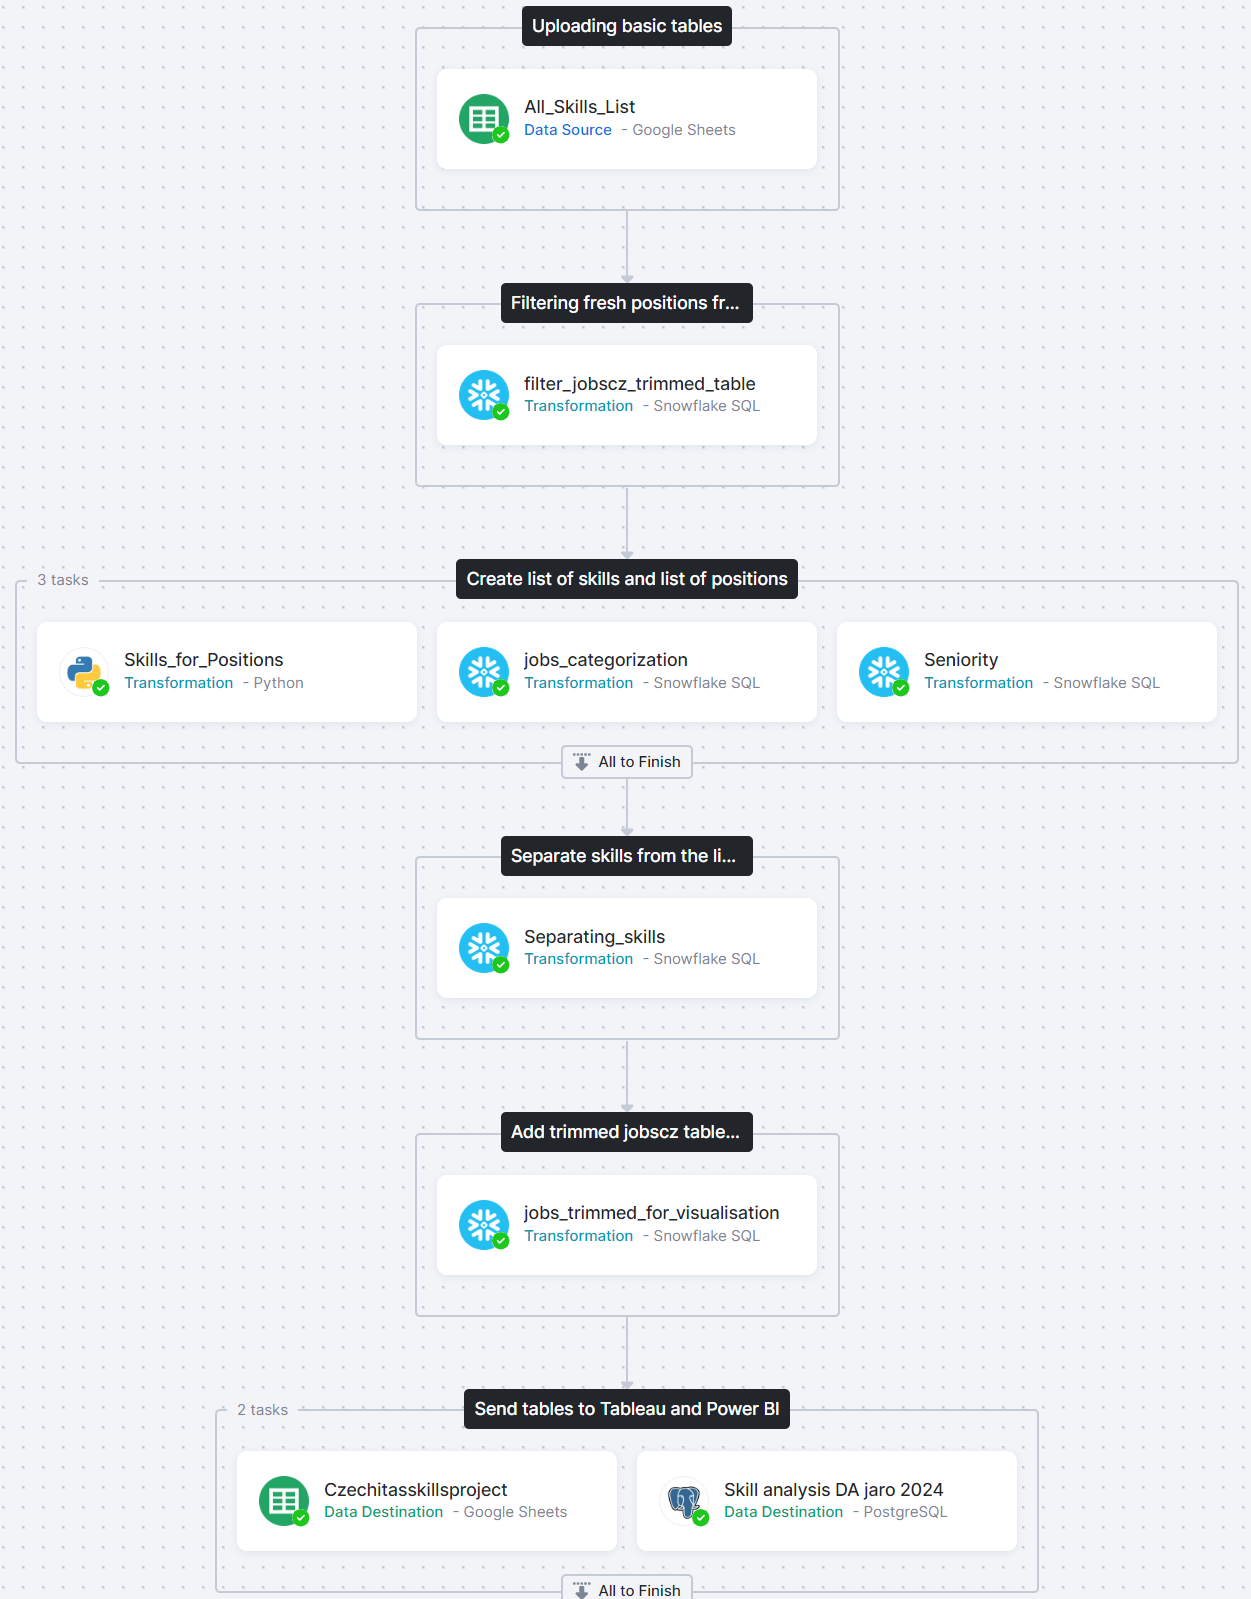 Uploading basic tables
All_Skills_List
Data Source - Google Sheets
Filtering fresh positions fr...
filter_jobscz_trimmed_table
Transformation - Snowflake SQL
3 tasks
Create list of skills and list of positions
Skills_for_Positions
Transformation - Python
jobs_categorization
Transformation - Snowflake SQL
Seniority
Transformation - Snowflake SQL
All to Finish
Separate skills from the li...
Separating_skills
Transformation - Snowflake SQL
Add trimmed jobscz table...
jobs_trimmed_for_visualisation
Transformation - Snowflake SQL
2 tasks
Send tables to Tableau and Power BI
Czechitasskillsproject
Data Destination - Google Sheets
Skill analysis DA jaro 2024
Data Destination - PostgreSQL
All to Finish